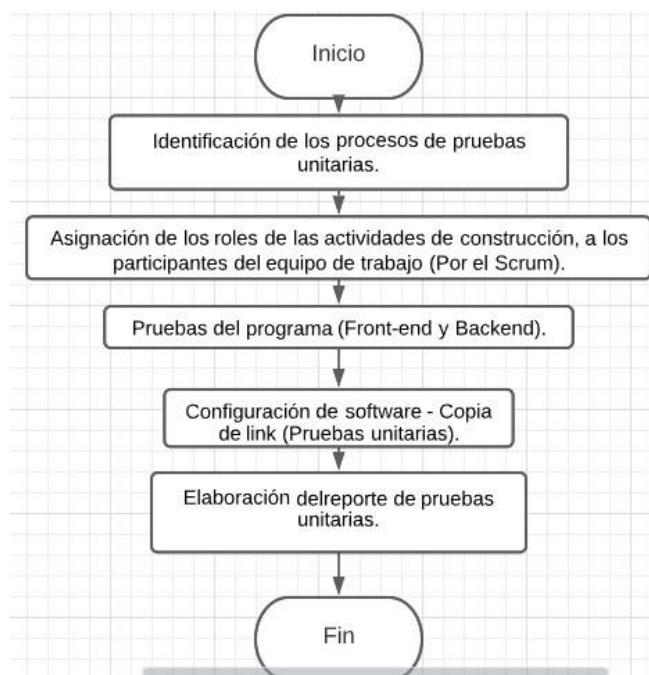 Inicio
Identificación de los procesos de pruebas
unitarias.
Asignación de los roles de las actividades de construcción, a los
participantes del equipo de trabajo (Por el Scrum).
Pruebas del programa (Front-end y Backend).
Configuración de software - Copia
de link (Pruebas unitarias).
Elaboración delreporte de pruebas
unitarias.
Fin